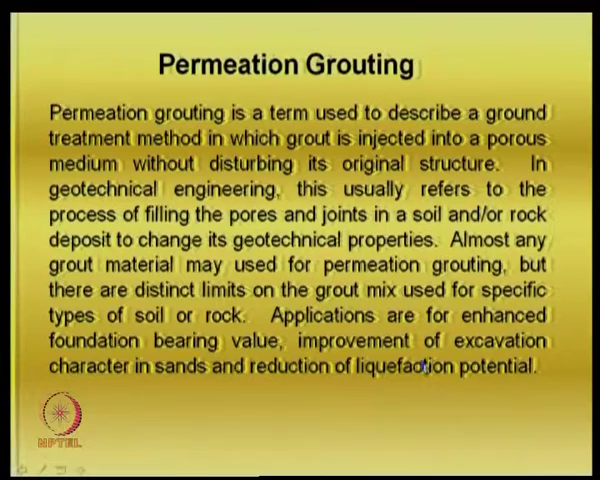 Permeation Grouting
Permeation grouting is a term used to describe a ground
treatment method in which grout is injected into a porous
medium without disturbing its original structure. In
geotechnical engineering, this usually refers to the
process of filling the pores and joints in a soil and/or rock
deposit to change its geotechnical properties. Almost any
grout material may used for permeation grouting, but
there are distinct limits on the grout mix used for specific
types of soil or rock. Applications are for enhanced
foundation bearing value, improvement of excavation
character in sands and reduction of liquefaction potential.
NPTEL